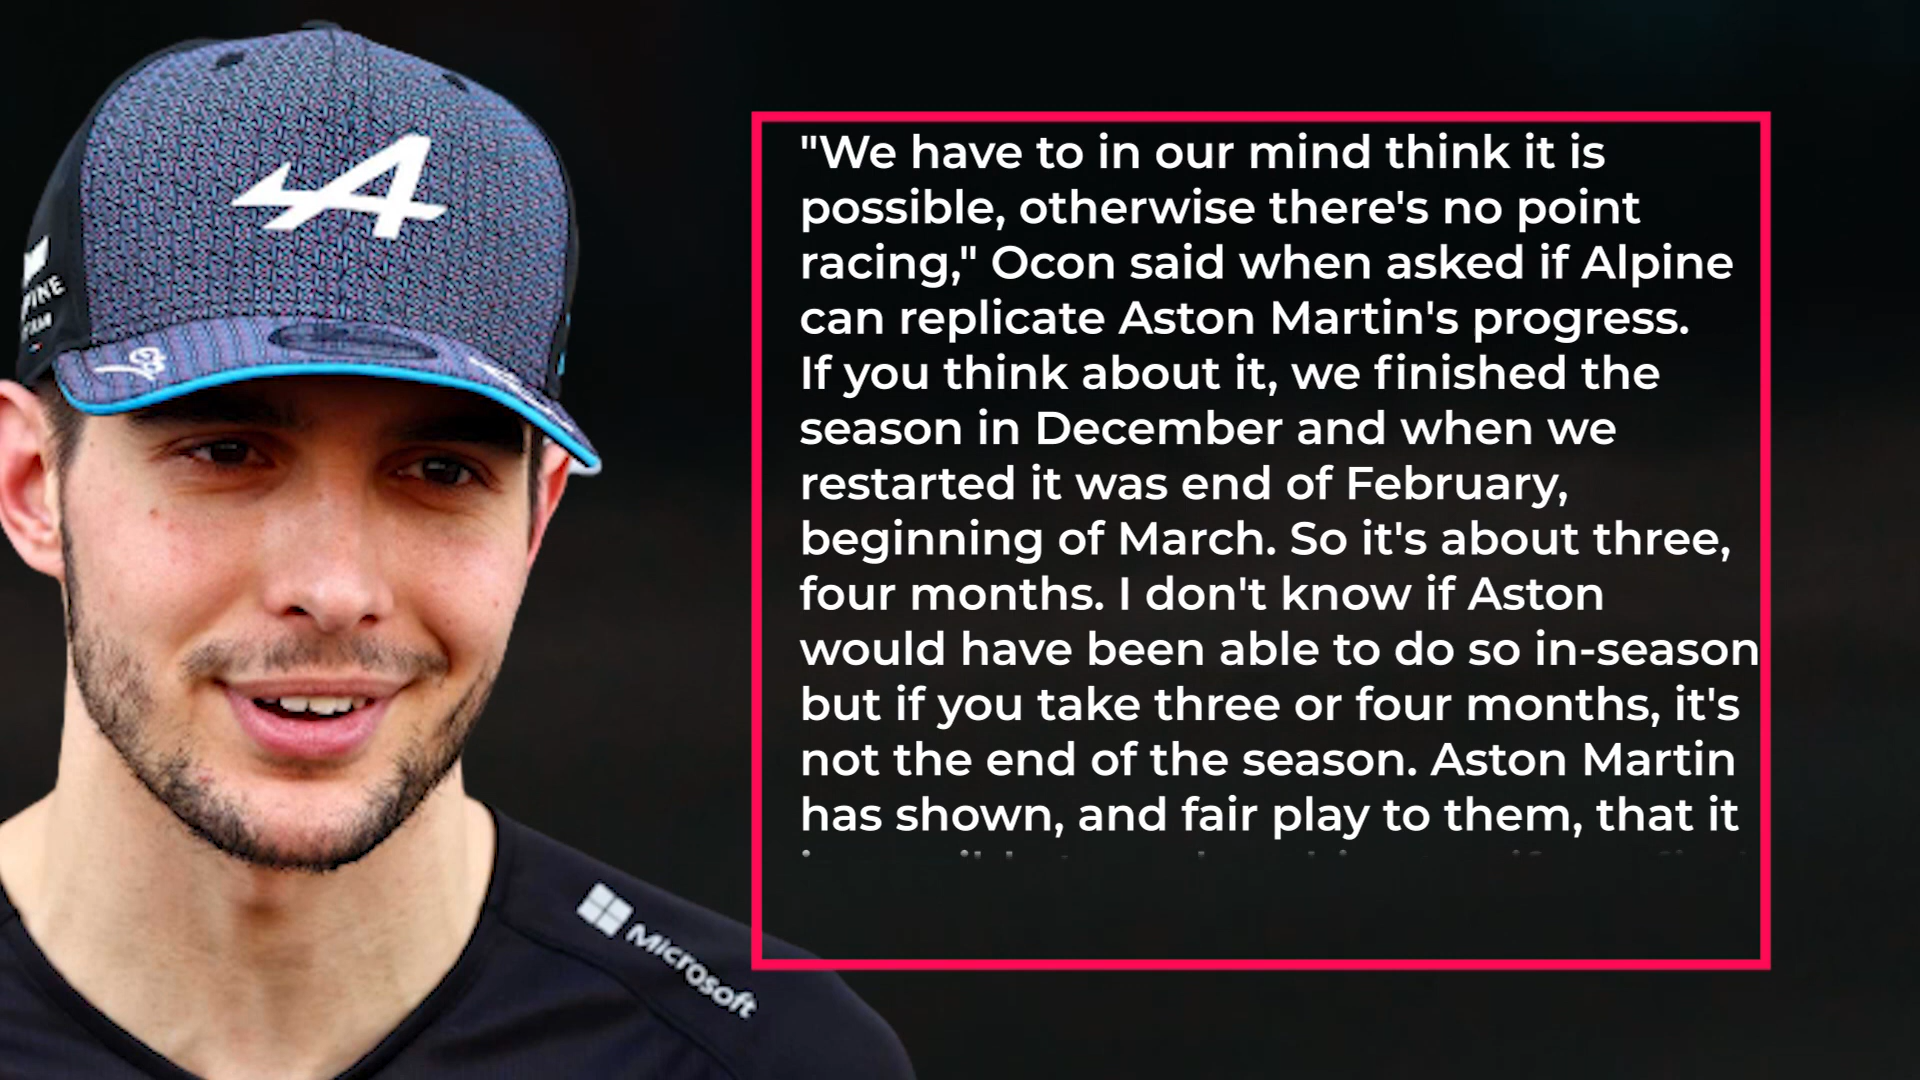 "We have to in our mind think it is
possible, otherwise there's no point
racing," Ocon said when asked if Alpine
can replicate Aston Martin's progress.
If you think about it, we finished the
season in December and when we
restarted it was end of February,
beginning of March. So it's about three,
four months. I don't know if Aston
would have been able to do so in-season
but if you take three or four months, it's
not the end of the season. Aston Martin
has shown, and fair play to them, that it
Microsoft